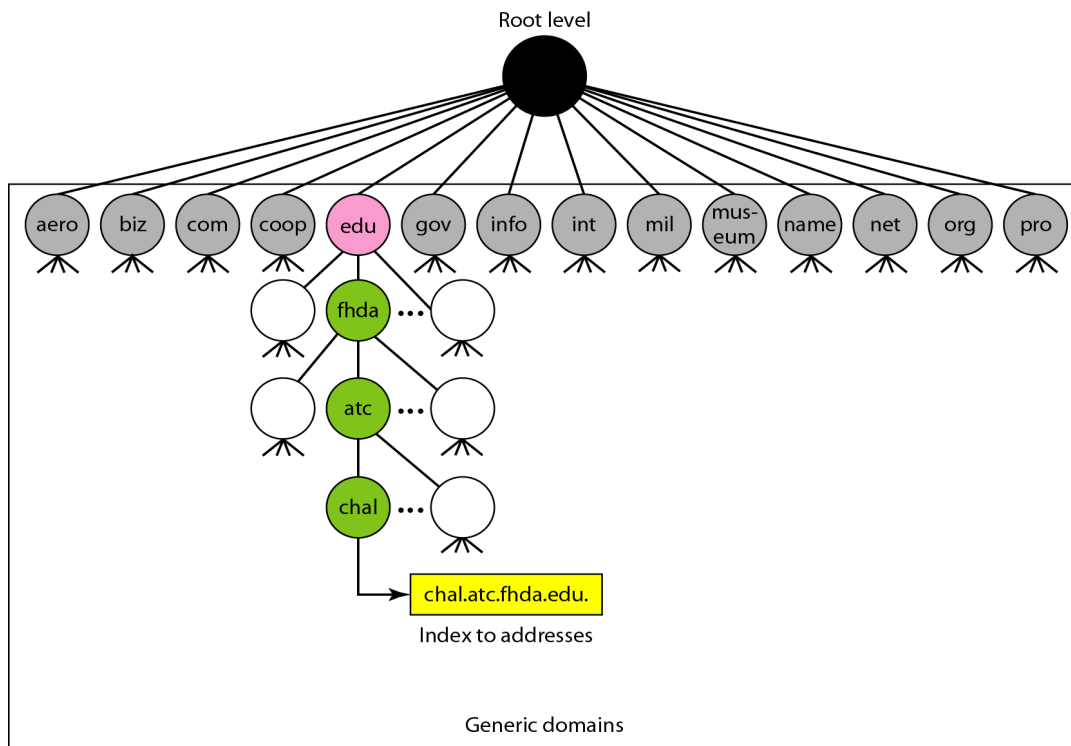 Root level
aero biz com coop edu gov info int mil mus-
eum name net org pro
fhda ...
atc ...
chal ...
chal.atc.fhda.edu.
Index to addresses
Generic domains